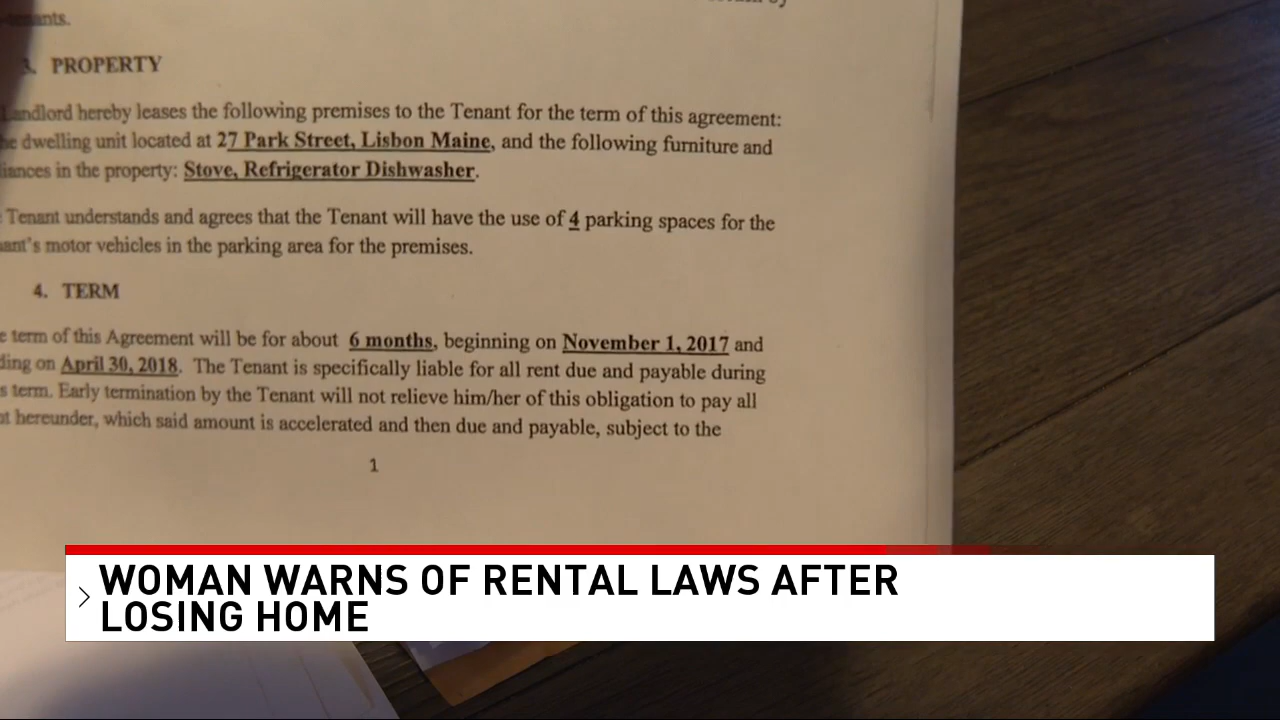 tenants.
3. PROPERTY
Landlord hereby leases the following premises to the Tenant for the term of this agreement:
he dwelling unit located at 27 Park Street, Lisbon Maine, and the following furniture and
liances in the property: Stove, Refrigerator Dishwasher.
Tenant understands and agrees that the Tenant will have the use of 4 parking spaces for the
nant's motor vehicles in the parking area for the premises.
4. TERM
e term of this Agreement will be for about 6 months, beginning on November 1, 2017 and
ding on April 30, 2018. The Tenant is specifically liable for all rent due and payable during
s term. Early termination by the Tenant will not relieve him/her of this obligation to pay all
nt hereunder, which said amount is accelerated and then due and payable, subject to the
1
WOMAN WARNS OF RENTAL LAWS AFTER
LOSING HOME